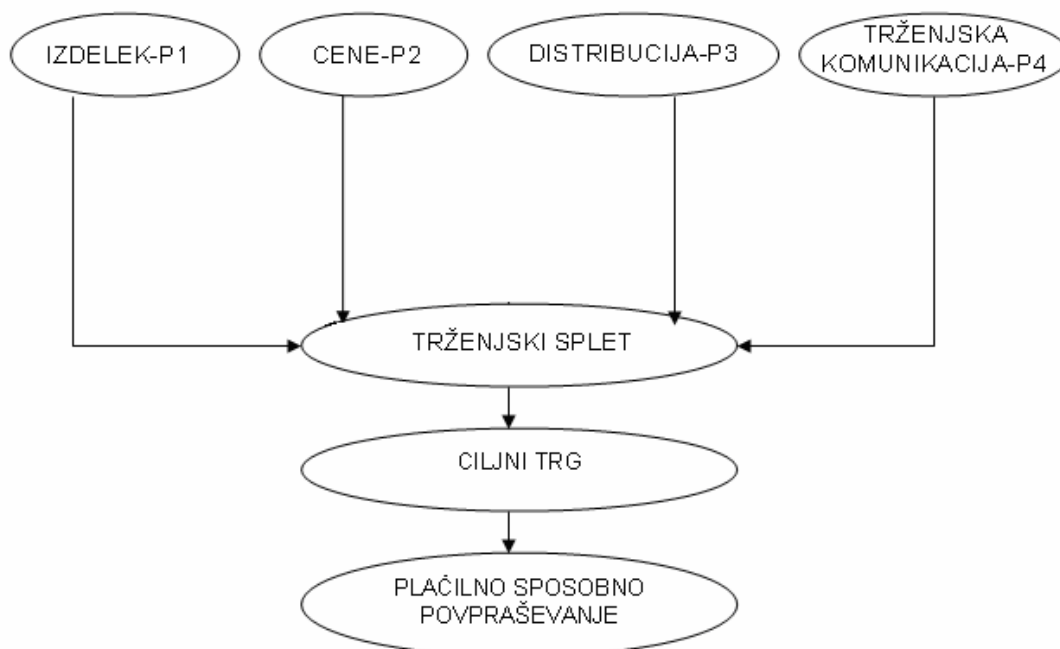 IZDELEK-P1
CENE-P2
DISTRIBUCIJA-P3
TRŽENJSKA
KOMUNIKACIJA-P4
TRŽENJSKI SPLET
CILJNI TRG
PLAČILNO SPOSOBNO
POVPRAŠEVANJE